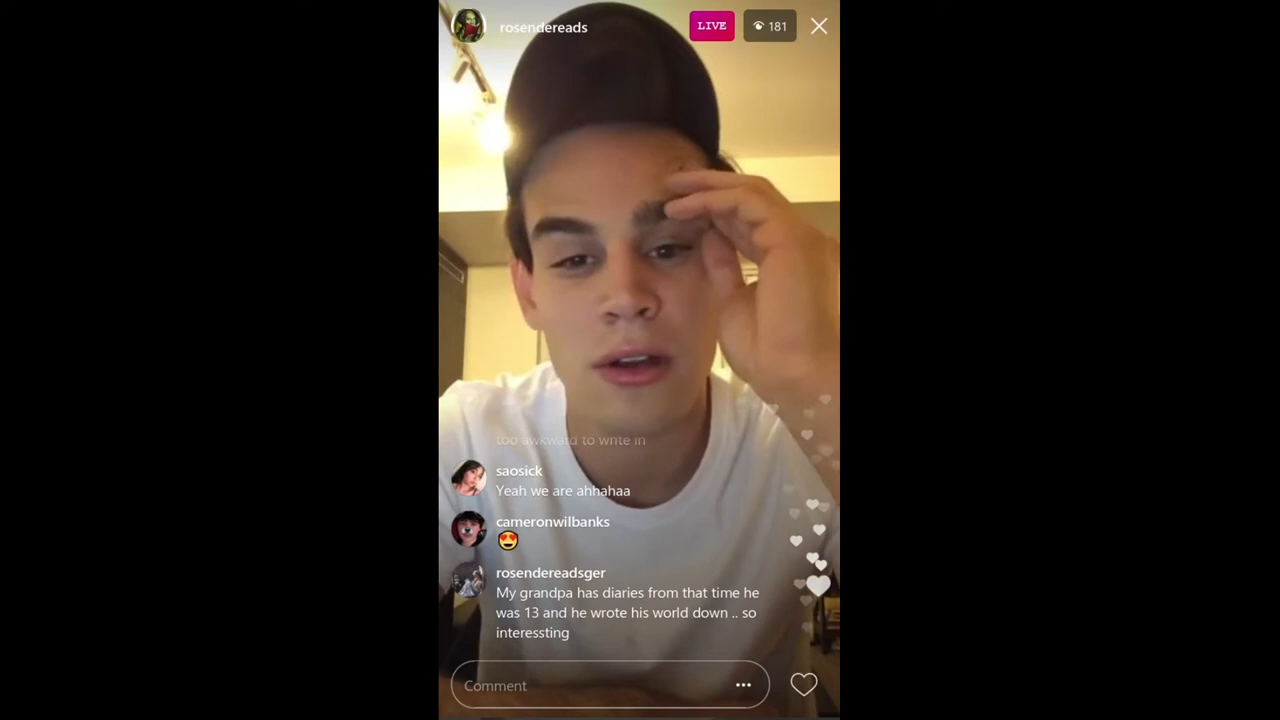 rosendereads
LIVE
181
too awkward to write in
saosick
Yeah we are ahhahaa
cameronwilbanks
rosendereadsger
My grandpa has diaries from that time he
was 13 and he wrote his world down .. so
interessting
Comment